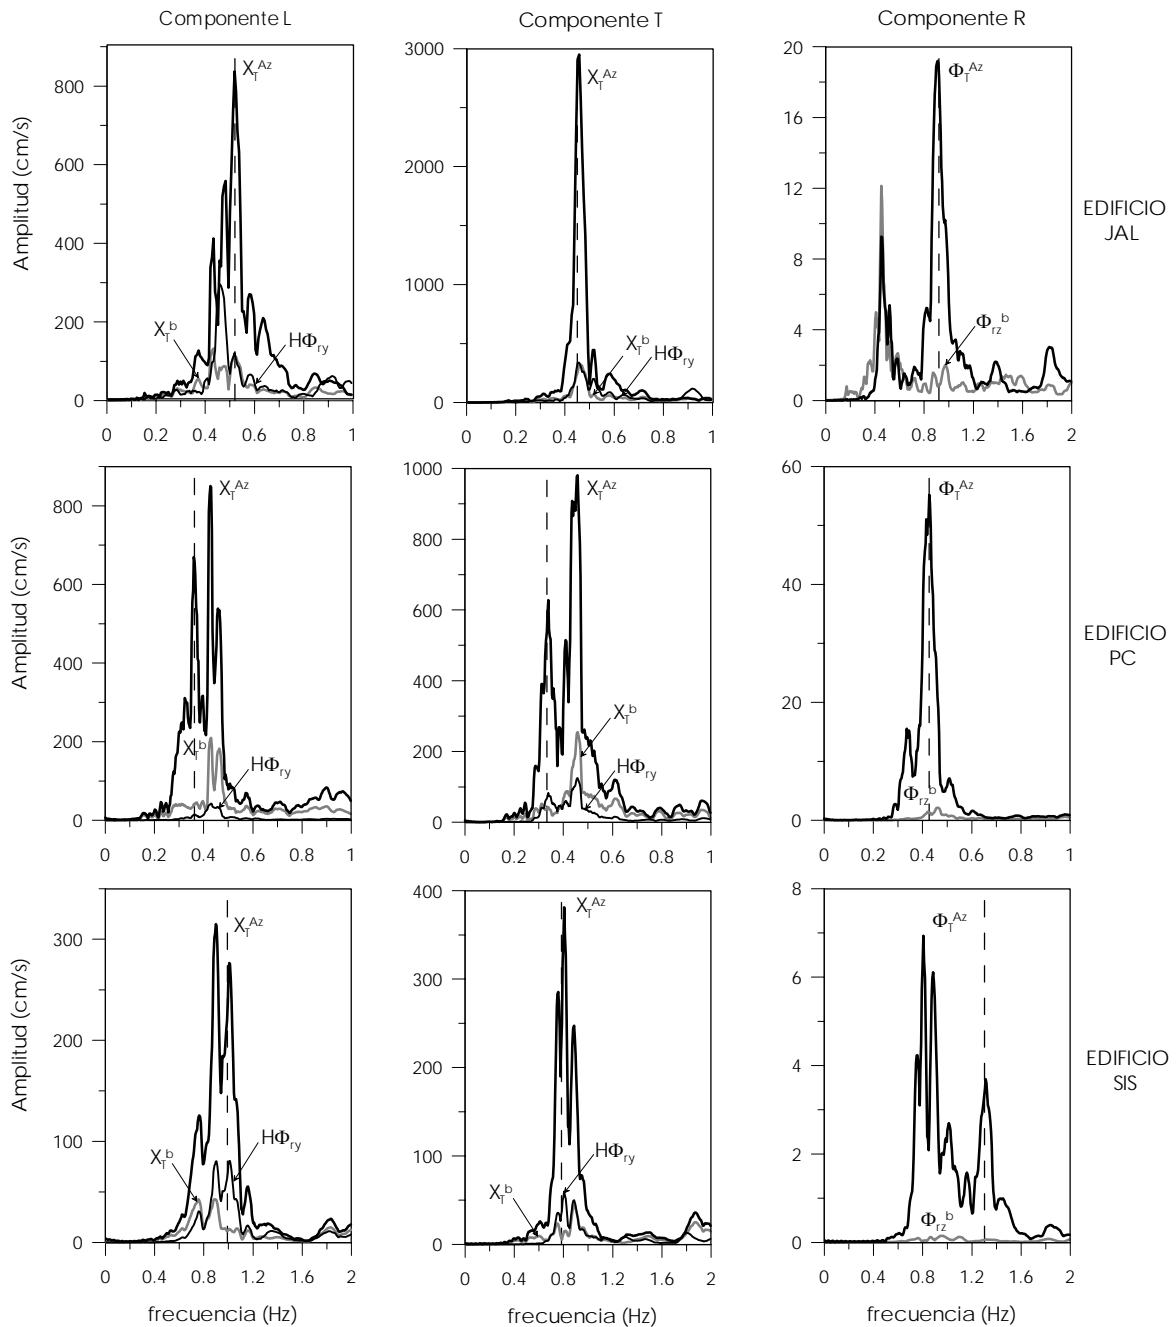 Componente L
Componente T
Componente R
Amplitud (cm/s)
800
600
400
200
0
0 0.2 0.4 0.6 0.8 1
X_T^Az
X_T^b
HΦ_ry
3000
2000
1000
0
0 0.2 0.4 0.6 0.8 1
X_T^Az
X_T^b
HΦ_ry
20
16
12
8
4
0
0 0.4 0.8 1.2 1.6 2
Φ_T^Az
Φ_rz^b
EDIFICIO
JAL
Amplitud (cm/s)
800
600
400
200
0
0 0.2 0.4 0.6 0.8 1
X_T^Az
X_T^b
HΦ_ry
1000
800
600
400
200
0
0 0.2 0.4 0.6 0.8 1
X_T^Az
X_T^b
HΦ_ry
60
40
20
0
0 0.2 0.4 0.6 0.8 1
Φ_T^Az
Φ_rz^b
EDIFICIO
PC
Amplitud (cm/s)
300
200
100
0
0 0.4 0.8 1.2 1.6 2
X_T^Az
HΦ_ry
X_T^b
400
300
200
100
0
0 0.4 0.8 1.2 1.6 2
X_T^Az
HΦ_ry
X_T^b
8
6
4
2
0
0 0.4 0.8 1.2 1.6 2
Φ_T^Az
Φ_rz^b
EDIFICIO
SIS
frecuencia (Hz)
frecuencia (Hz)
frecuencia (Hz)